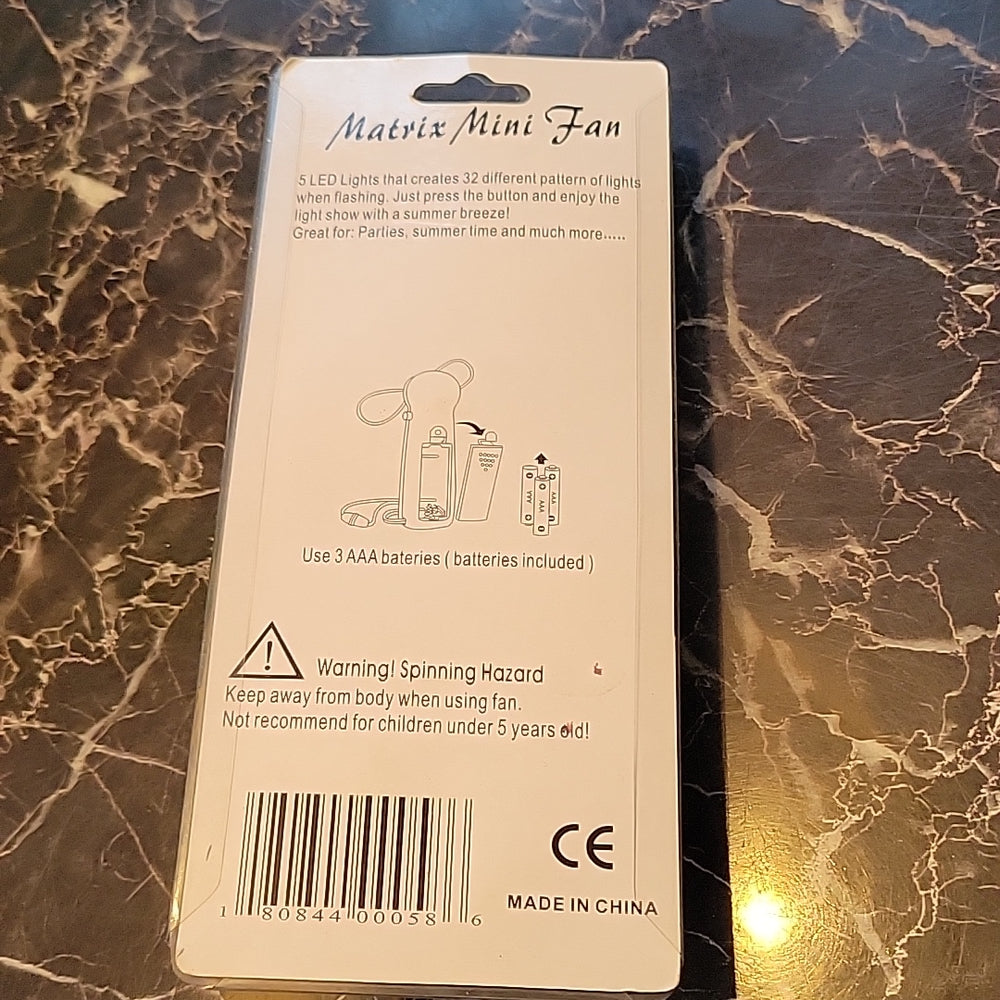 Matrix Mini Fan
5 LED Lights that creates 32 different pattern of lights
when flashing. Just press the button and enjoy the
light show with a summer breeze!
Great for: Parties, summer time and much more.....
AAA AAA AAA
Use 3 AAA bateries ( batteries included )
Warning! Spinning Hazard
Keep away from body when using fan.
Not recommend for children under 5 years old!
CE
MADE IN CHINA
1 80844 00058 6